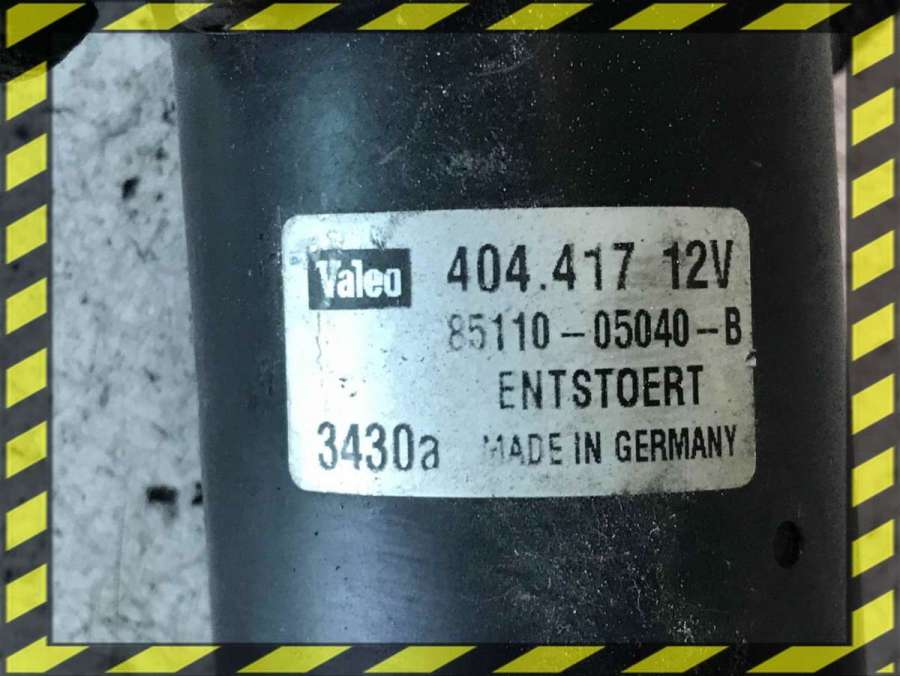 Valeo 404.417 12V
85110-05040-B
ENTSTOERT
3430a MADE IN GERMANY